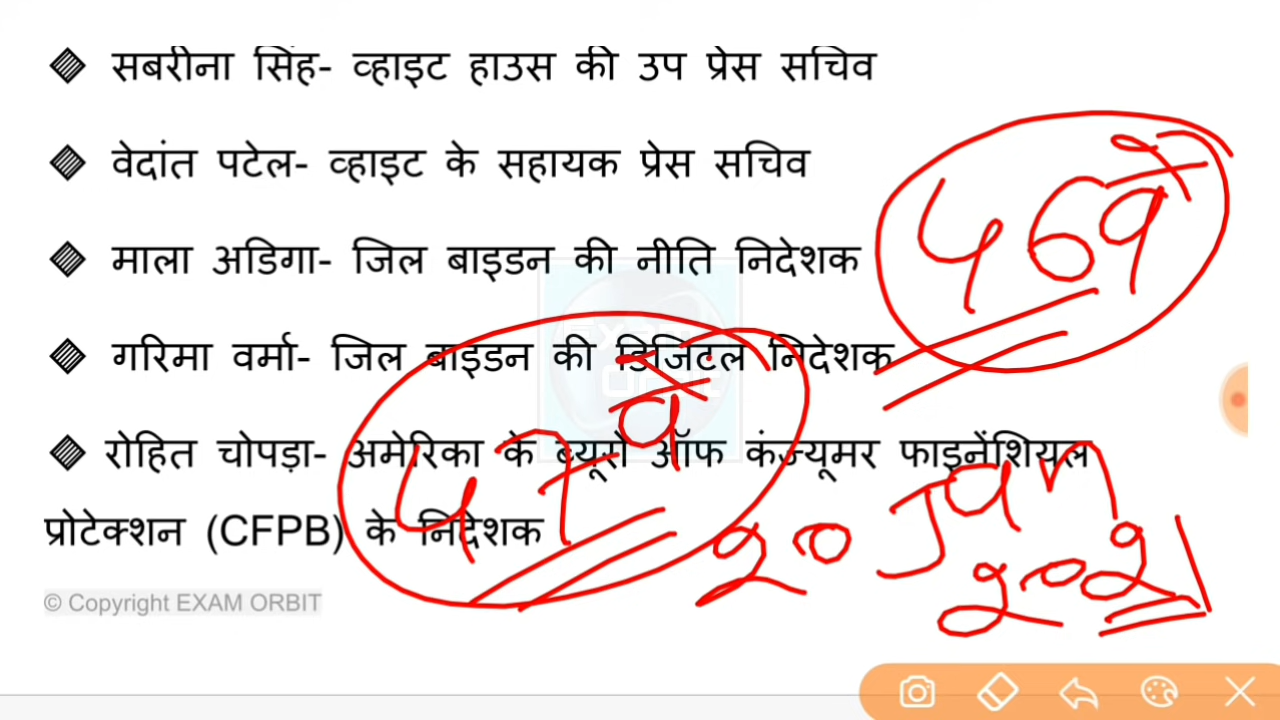 सबरीना सिंह- व्हाइट हाउस की उप प्रेस सचिव
वेदांत पटेल- व्हाइट के सहायक प्रेस सचिव
माला अडिगा- जिल बाइडन की नीति निदेशक
46वें
गरिमा वर्मा- जिल बाइडन की डिजिटल निदेशक
रोहित चोपड़ा- अमेरिका के ब्यूरो ऑफ कंज्यूमर फाइनेंशियल
प्रोटेक्शन (CFPB) के निदेशक
47वें
20 Jan
2021
© Copyright EXAM ORBIT